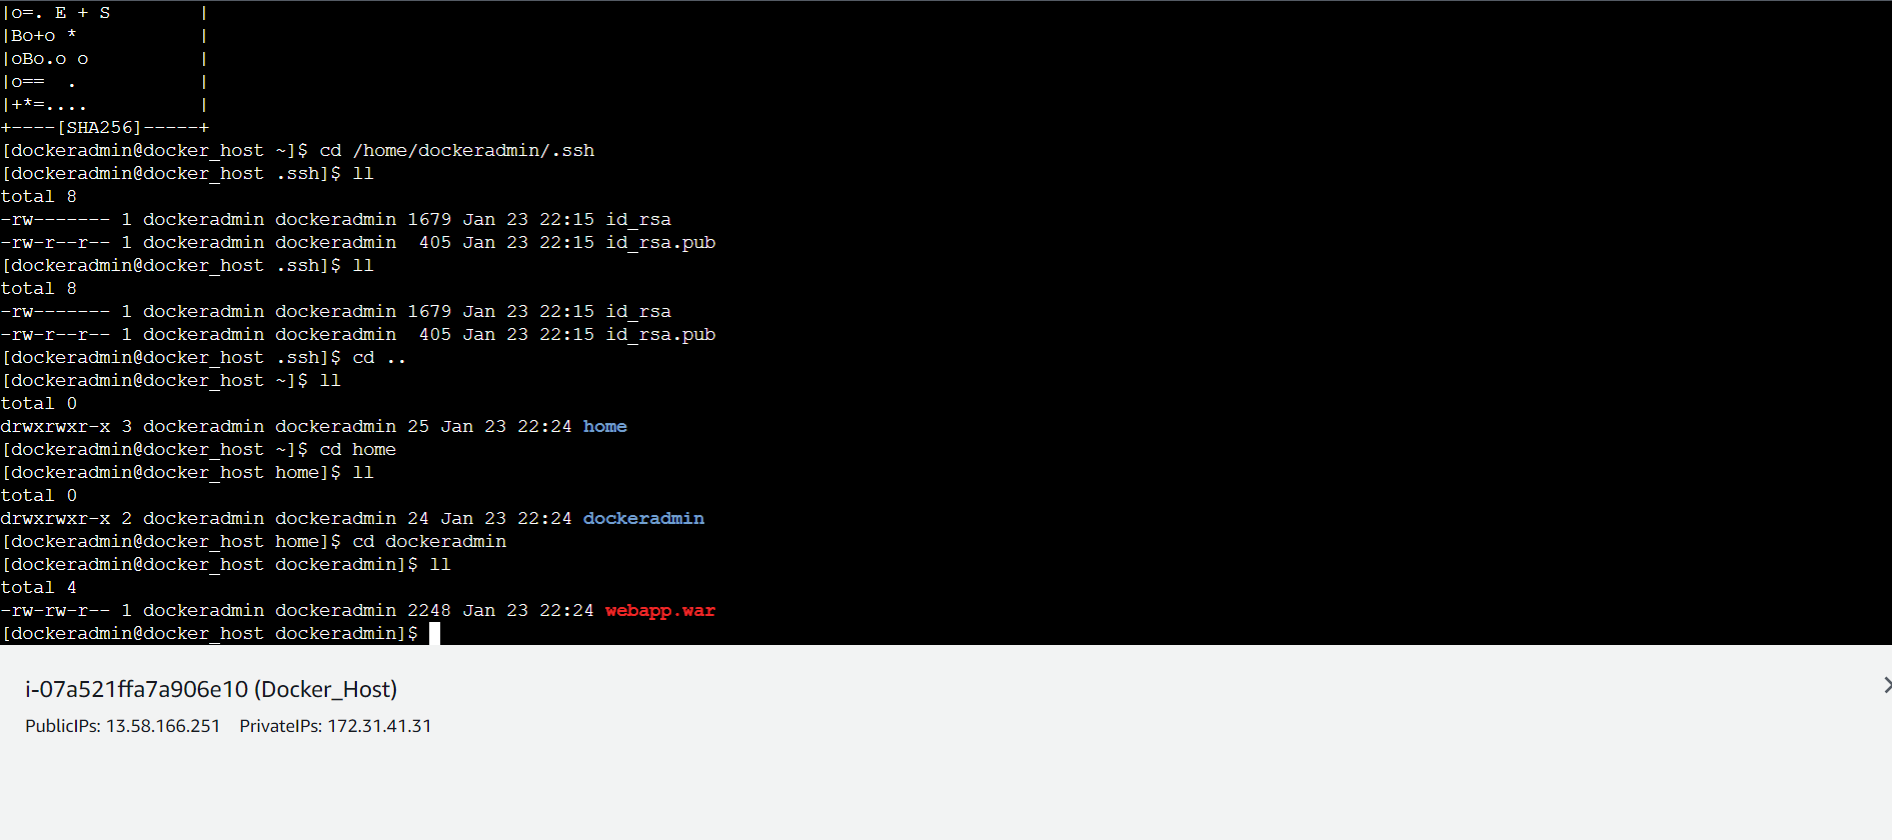 |o=. E + S        |
|Bo+o *           |
|oBo.o o          |
|o==  .           |
|+*=....          |
+----[SHA256]-----+
[dockeradmin@docker_host ~]$ cd /home/dockeradmin/.ssh
[dockeradmin@docker_host .ssh]$ ll
total 8
-rw------- 1 dockeradmin dockeradmin 1679 Jan 23 22:15 id_rsa
-rw-r--r-- 1 dockeradmin dockeradmin  405 Jan 23 22:15 id_rsa.pub
[dockeradmin@docker_host .ssh]$ ll
total 8
-rw------- 1 dockeradmin dockeradmin 1679 Jan 23 22:15 id_rsa
-rw-r--r-- 1 dockeradmin dockeradmin  405 Jan 23 22:15 id_rsa.pub
[dockeradmin@docker_host .ssh]$ cd ..
[dockeradmin@docker_host ~]$ ll
total 0
drwxrwxr-x 3 dockeradmin dockeradmin 25 Jan 23 22:24 home
[dockeradmin@docker_host ~]$ cd home
[dockeradmin@docker_host home]$ ll
total 0
drwxrwxr-x 2 dockeradmin dockeradmin 24 Jan 23 22:24 dockeradmin
[dockeradmin@docker_host home]$ cd dockeradmin
[dockeradmin@docker_host dockeradmin]$ ll
total 4
-rw-rw-r-- 1 dockeradmin dockeradmin 2248 Jan 23 22:24 webapp.war
[dockeradmin@docker_host dockeradmin]$
i-07a521ffa7a906e10 (Docker_Host)
PublicIPs: 13.58.166.251 PrivateIPs: 172.31.41.31